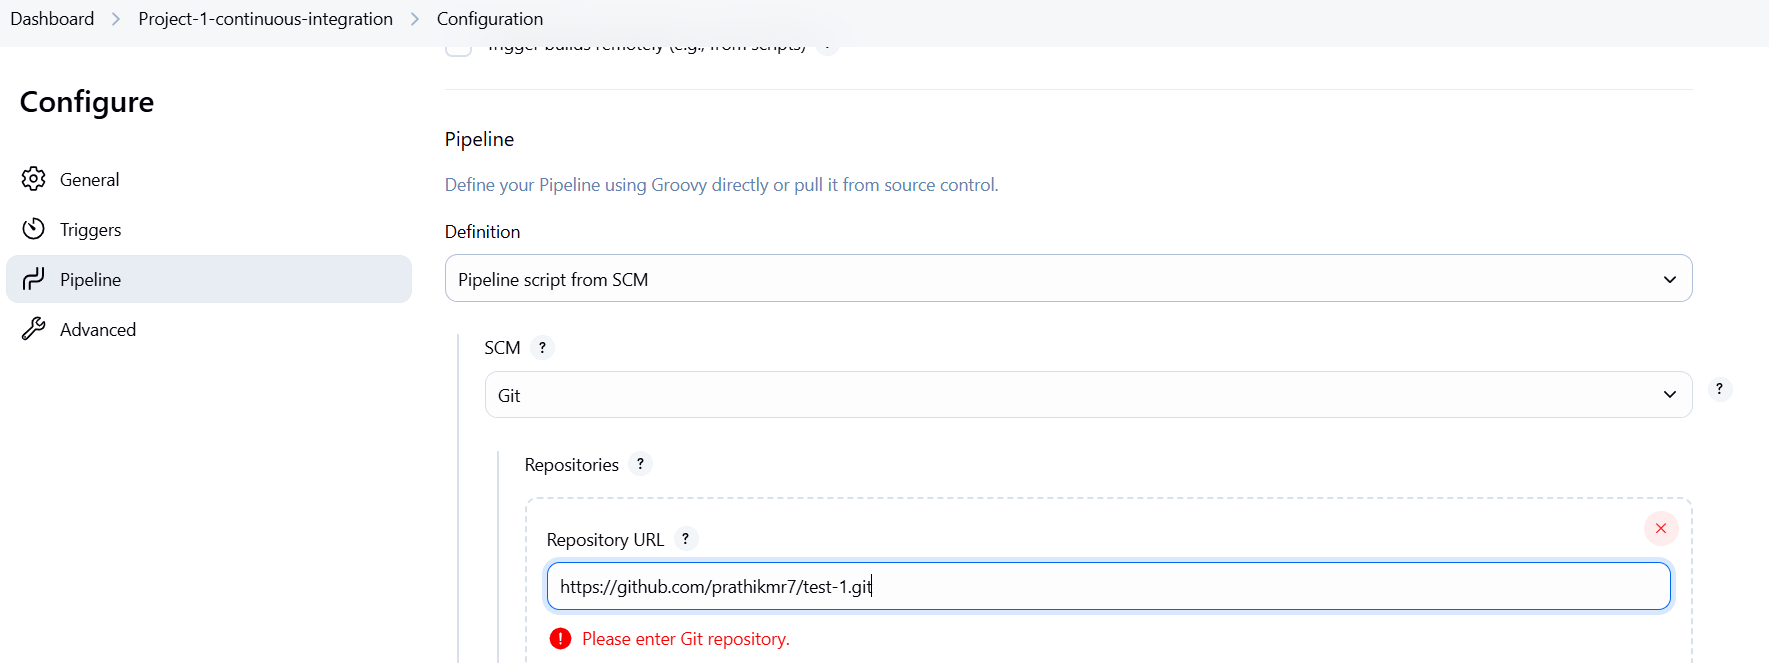 Dashboard > Project-1-continuous-integration > Configuration
Trigger builds remotely (e.g., from scripts) ?
Configure
General
Triggers
Pipeline
Advanced
Pipeline
Define your Pipeline using Groovy directly or pull it from source control.
Definition
Pipeline script from SCM
SCM ?
Git
?
Repositories ?
Repository URL ?
https://github.com/prathikmr7/test-1.git
Please enter Git repository.